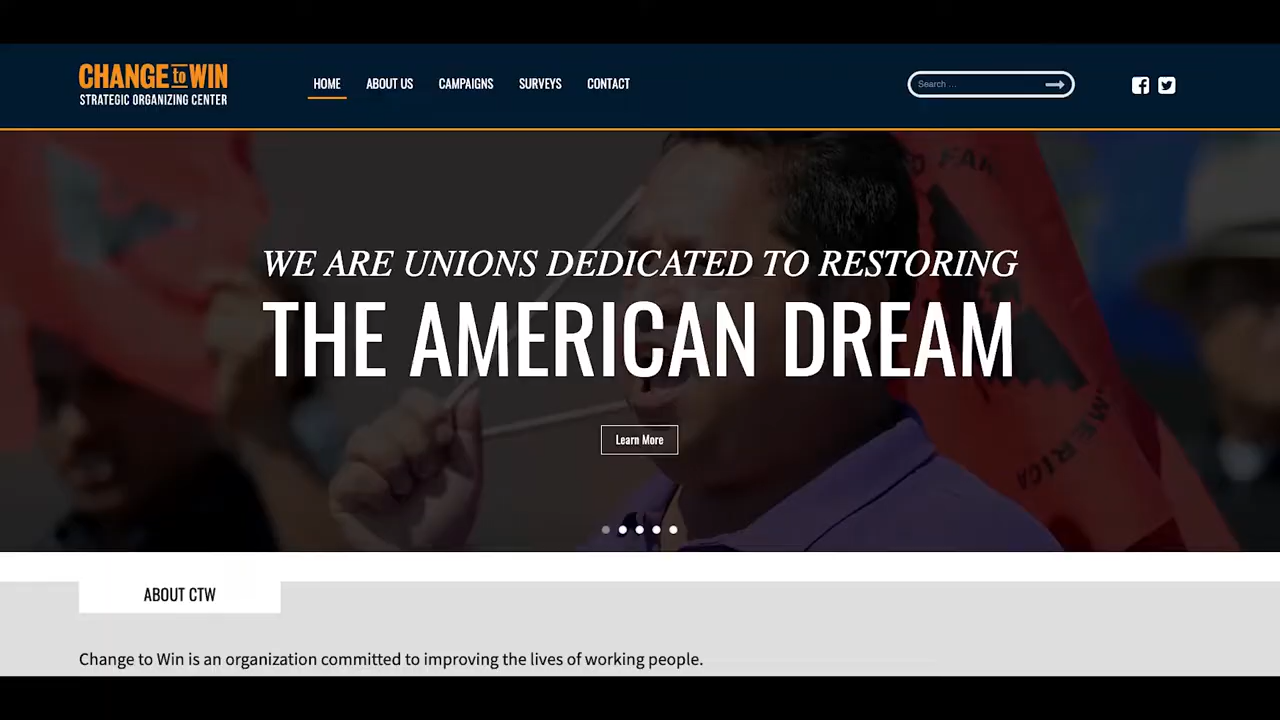 CHANGE to WIN
STRATEGIC ORGANIZING CENTER
HOME
ABOUT US
CAMPAIGNS
SURVEYS
CONTACT
Search ...
WE ARE UNIONS DEDICATED TO RESTORING
THE AMERICAN DREAM
Learn More
ABOUT CTW
Change to Win is an organization committed to improving the lives of working people.